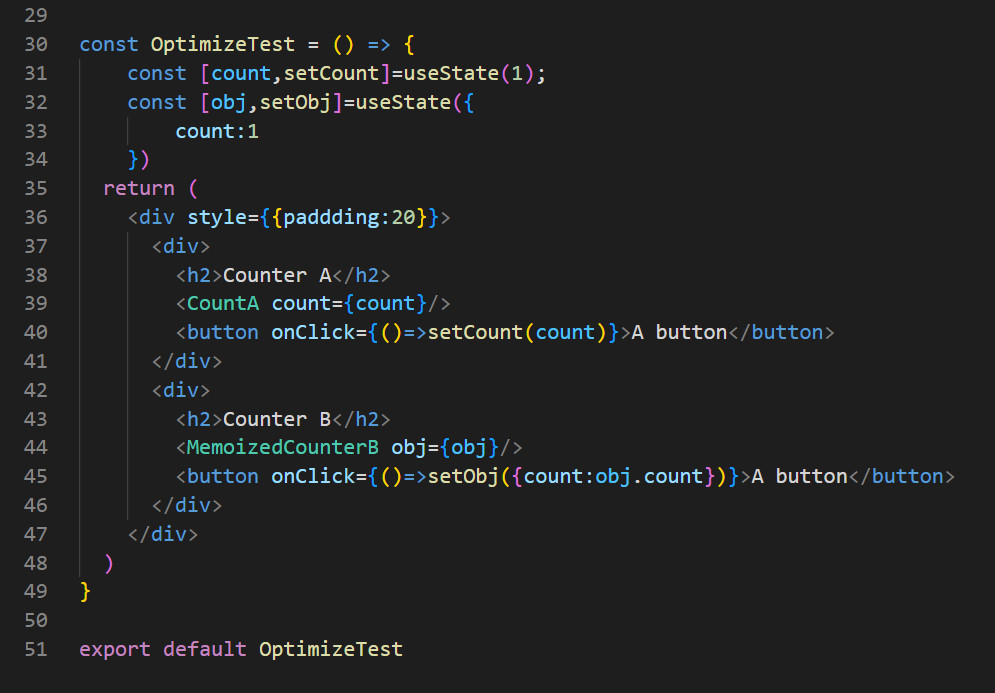 29
30 const OptimizeTest = () => {
31     const [count,setCount]=useState(1);
32     const [obj,setObj]=useState({
33         count:1
34     })
35   return (
36     <div style={{paddding:20}}>
37       <div>
38         <h2>Counter A</h2>
39         <CountA count={count}/>
40         <button onClick={()=>setCount(count)}>A button</button>
41       </div>
42       <div>
43         <h2>Counter B</h2>
44         <MemoizedCounterB obj={obj}/>
45         <button onClick={()=>setObj({count:obj.count})}>A button</button>
46       </div>
47     </div>
48   )
49 }
50
51 export default OptimizeTest